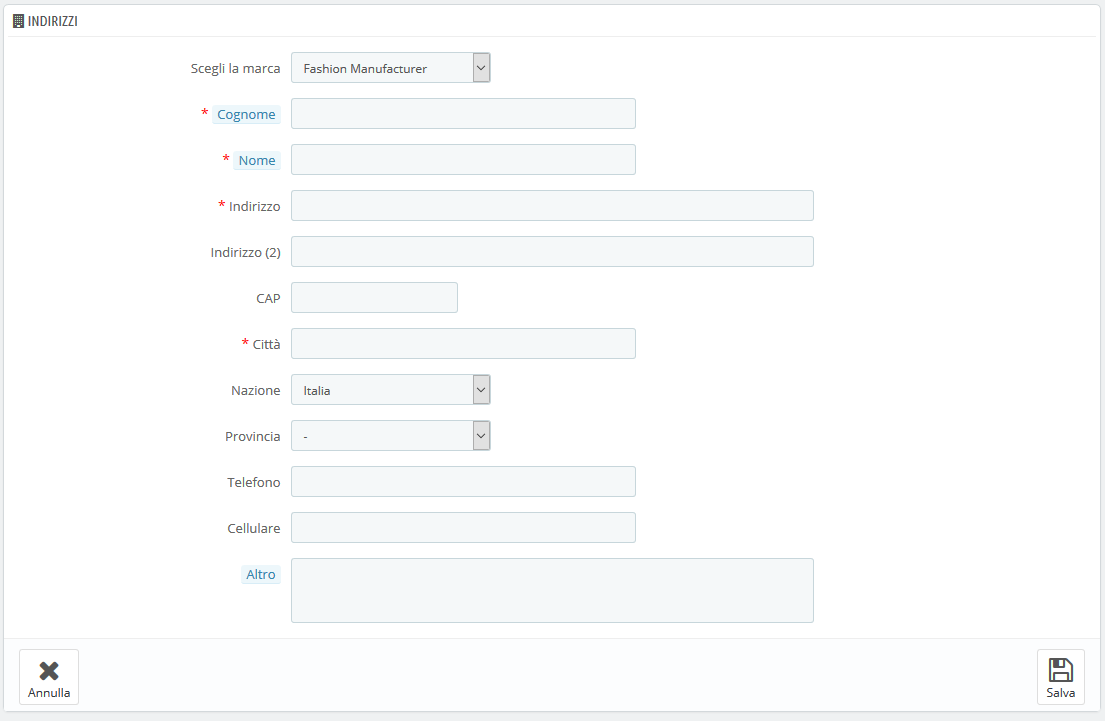 INDIRIZZI
Scegli la marca Fashion Manufacturer
* Cognome
* Nome
* Indirizzo
Indirizzo (2)
CAP
* Città
Nazione Italia
Provincia -
Telefono
Cellulare
Altro
Annulla Salva